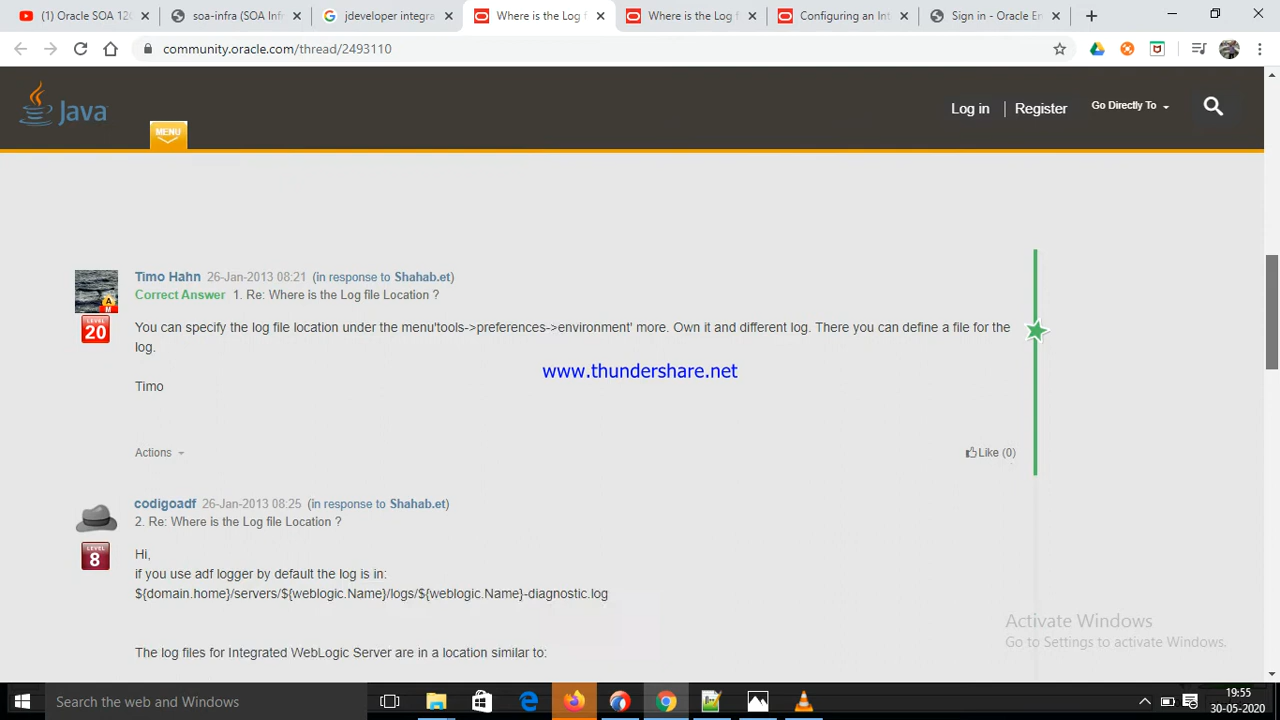 (1) Oracle SOA 120
soa-infra (SOA Infr
jdeveloper integra
Where is the Log f
Where is the Log f
Configuring an Int
Sign in - Oracle En
community.oracle.com/thread/2493110
Java
MENU
Log in
Register
Go Directly To
Timo Hahn 26-Jan-2013 08:21 (in response to Shahab.et)
Correct Answer 1. Re: Where is the Log file Location ?
LEVEL
20
You can specify the log file location under the menu'tools->preferences->environment' more. Own it and different log. There you can define a file for the
log.
www.thundershare.net
Timo
Actions
Like (0)
codigoadf 26-Jan-2013 08:25 (in response to Shahab.et)
2. Re: Where is the Log file Location ?
LEVEL
8
Hi,
if you use adf logger by default the log is in:
${domain.home}/servers/${weblogic.Name}/logs/${weblogic.Name}-diagnostic.log
The log files for Integrated WebLogic Server are in a location similar to:
Activate Windows
Go to Settings to activate Windows.
Search the web and Windows
19:55
30-05-2020